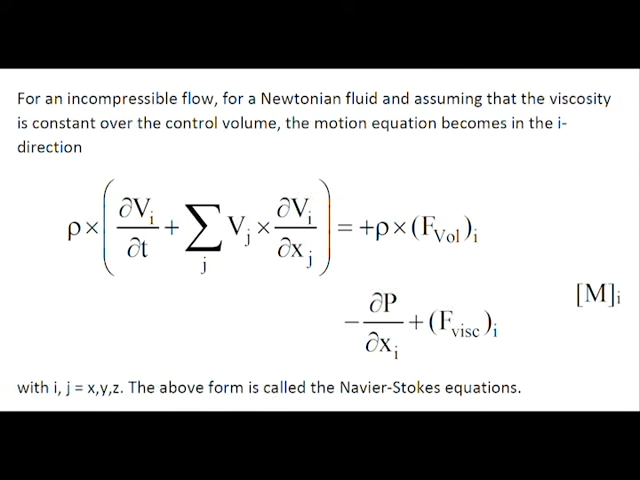 For an incompressible flow, for a Newtonian fluid and assuming that the viscosity
is constant over the control volume, the motion equation becomes in the i-
direction
ρ×(∂Vᵢ/∂t + ∑ⱼ Vⱼ × ∂Vᵢ/∂xⱼ) = +ρ×(F_Vol)ᵢ
−∂P/∂xᵢ + (F_visc)ᵢ [M]ᵢ
with i, j = x,y,z. The above form is called the Navier-Stokes equations.